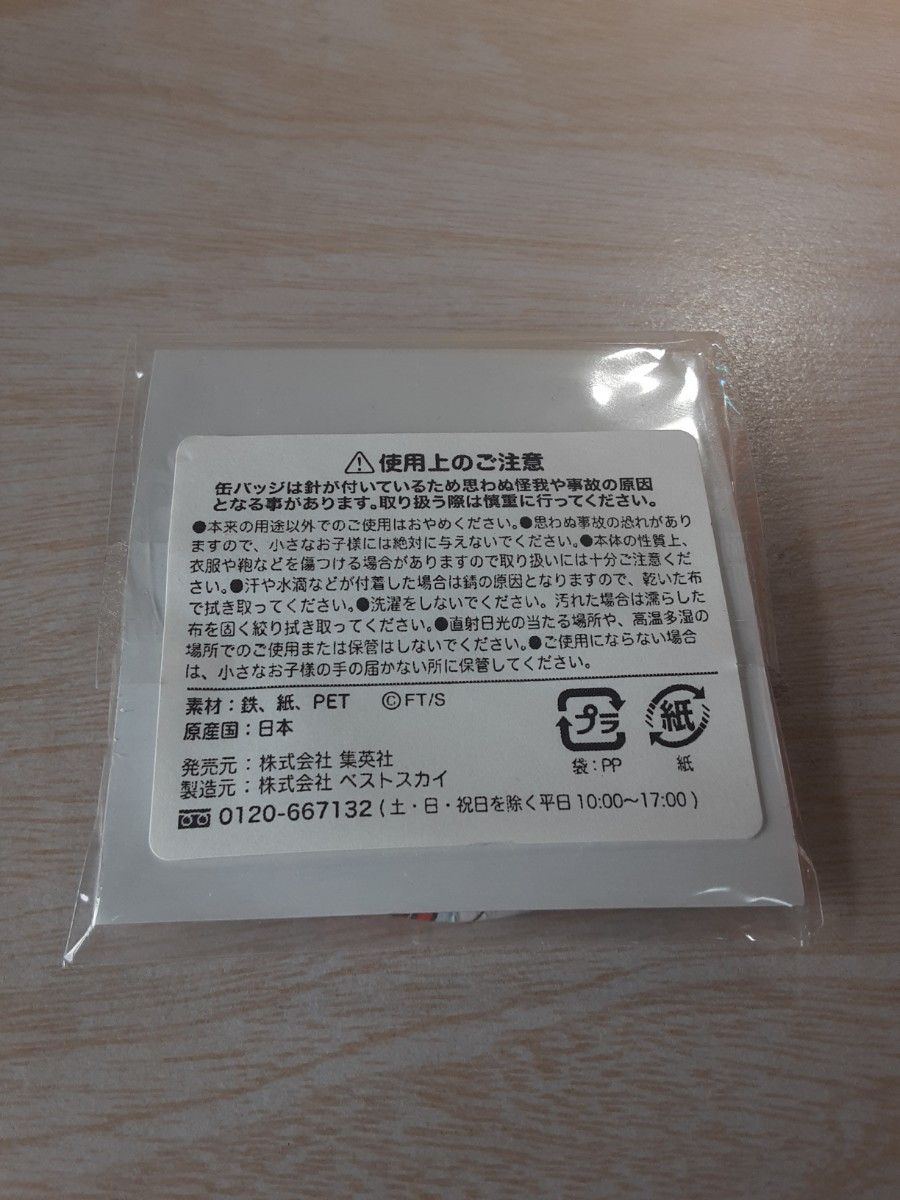 ⚠使用上のご注意
缶バッジは針が付いているため思わぬ怪我や事故の原因
となる事があります。取り扱う際は慎重に行ってください。
●本来の用途以外でのご使用はおやめください。●思わぬ事故の恐れがあり
ますので、小さなお子様には絶対に与えないでください。●本体の性質上、
衣服や鞄などを傷つける場合がありますので取り扱いには十分ご注意くだ
さい。●汗や水滴などが付着した場合は錆の原因となりますので、乾いた布
で拭き取ってください。●洗濯をしないでください。汚れた場合は濡らした
布を固く絞り拭き取ってください。●直射日光の当たる場所や、高温多湿の
場所でのご使用または保管はしないでください。●ご使用にならない場合
は、小さなお子様の手の届かない所に保管してください。
素材：鉄、紙、PET ©FT/S
原産国：日本
プラ
紙
袋：PP
紙
発売元：株式会社 集英社
製造元：株式会社 ベストスカイ
0120-667132（土・日・祝日を除く平日 10:00～17:00）